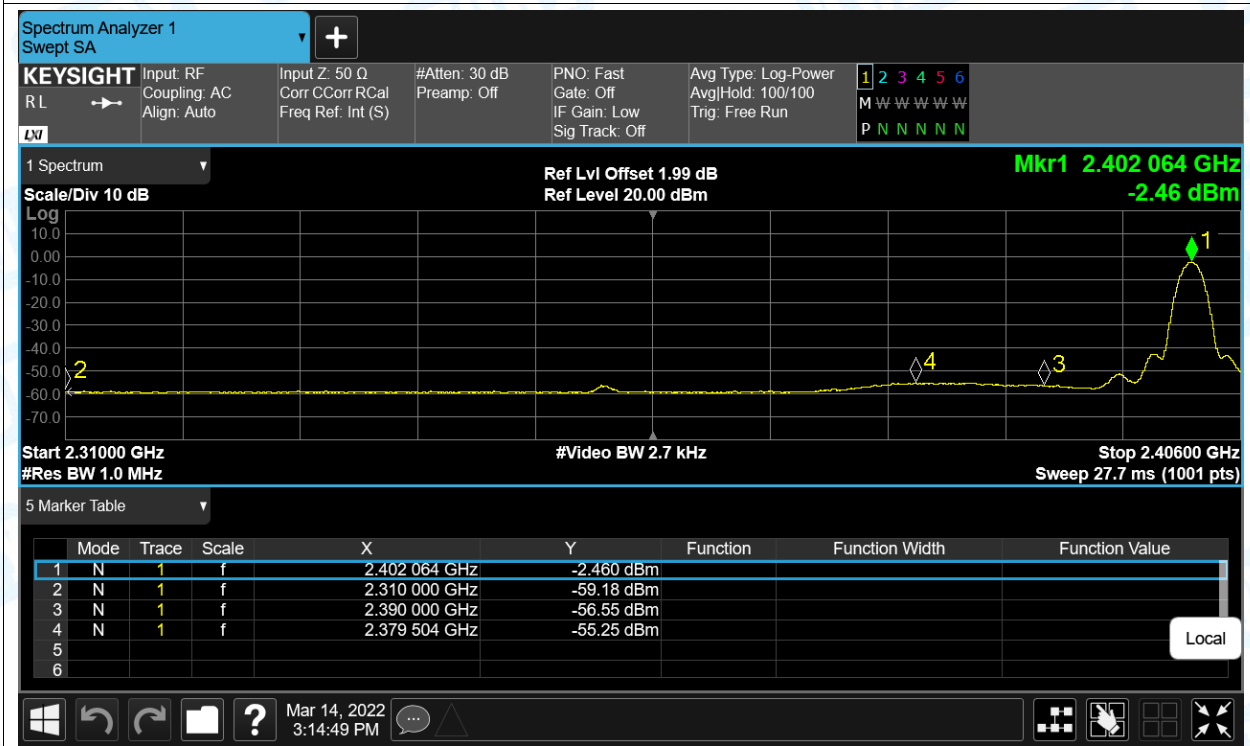 Spectrum Analyzer 1
Swept SA
KEYSIGHT
R L
LXI
Input: RF
Coupling: AC
Align: Auto
Input Z: 50 Ω
Corr CCorr RCal
Freq Ref: Int (S)
#Atten: 30 dB
Preamp: Off
PNO: Fast
Gate: Off
IF Gain: Low
Sig Track: Off
Avg Type: Log-Power
Avg|Hold: 100/100
Trig: Free Run
1 2 3 4 5 6
M W W W W W
P N N N N N
1 Spectrum
Scale/Div 10 dB
Ref Lvl Offset 1.99 dB
Ref Level 20.00 dBm
Mkr1 2.402 064 GHz
-2.46 dBm
Log
10.0
0.00
-10.0
-20.0
-30.0
-40.0
-50.0
-60.0
-70.0
1
2
4
3
Start 2.31000 GHz
#Video BW 2.7 kHz
Stop 2.40600 GHz
#Res BW 1.0 MHz
Sweep 27.7 ms (1001 pts)
5 Marker Table
Mode Trace Scale X Y Function Function Width Function Value
1 N 1 f 2.402 064 GHz -2.460 dBm
2 N 1 f 2.310 000 GHz -59.18 dBm
3 N 1 f 2.390 000 GHz -56.55 dBm
4 N 1 f 2.379 504 GHz -55.25 dBm
5
6
Local
?
Mar 14, 2022
3:14:49 PM